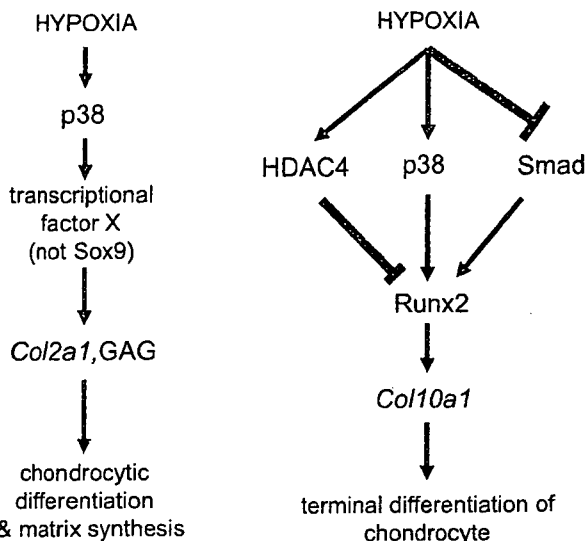 HYPOXIA
p38
transcriptional
factor X
(not Sox9)
Col2a1,GAG
chondrocytic
differentiation
& matrix synthesis
HYPOXIA
HDAC4 p38 Smad
Runx2
Col10a1
terminal differentiation of
chondrocyte